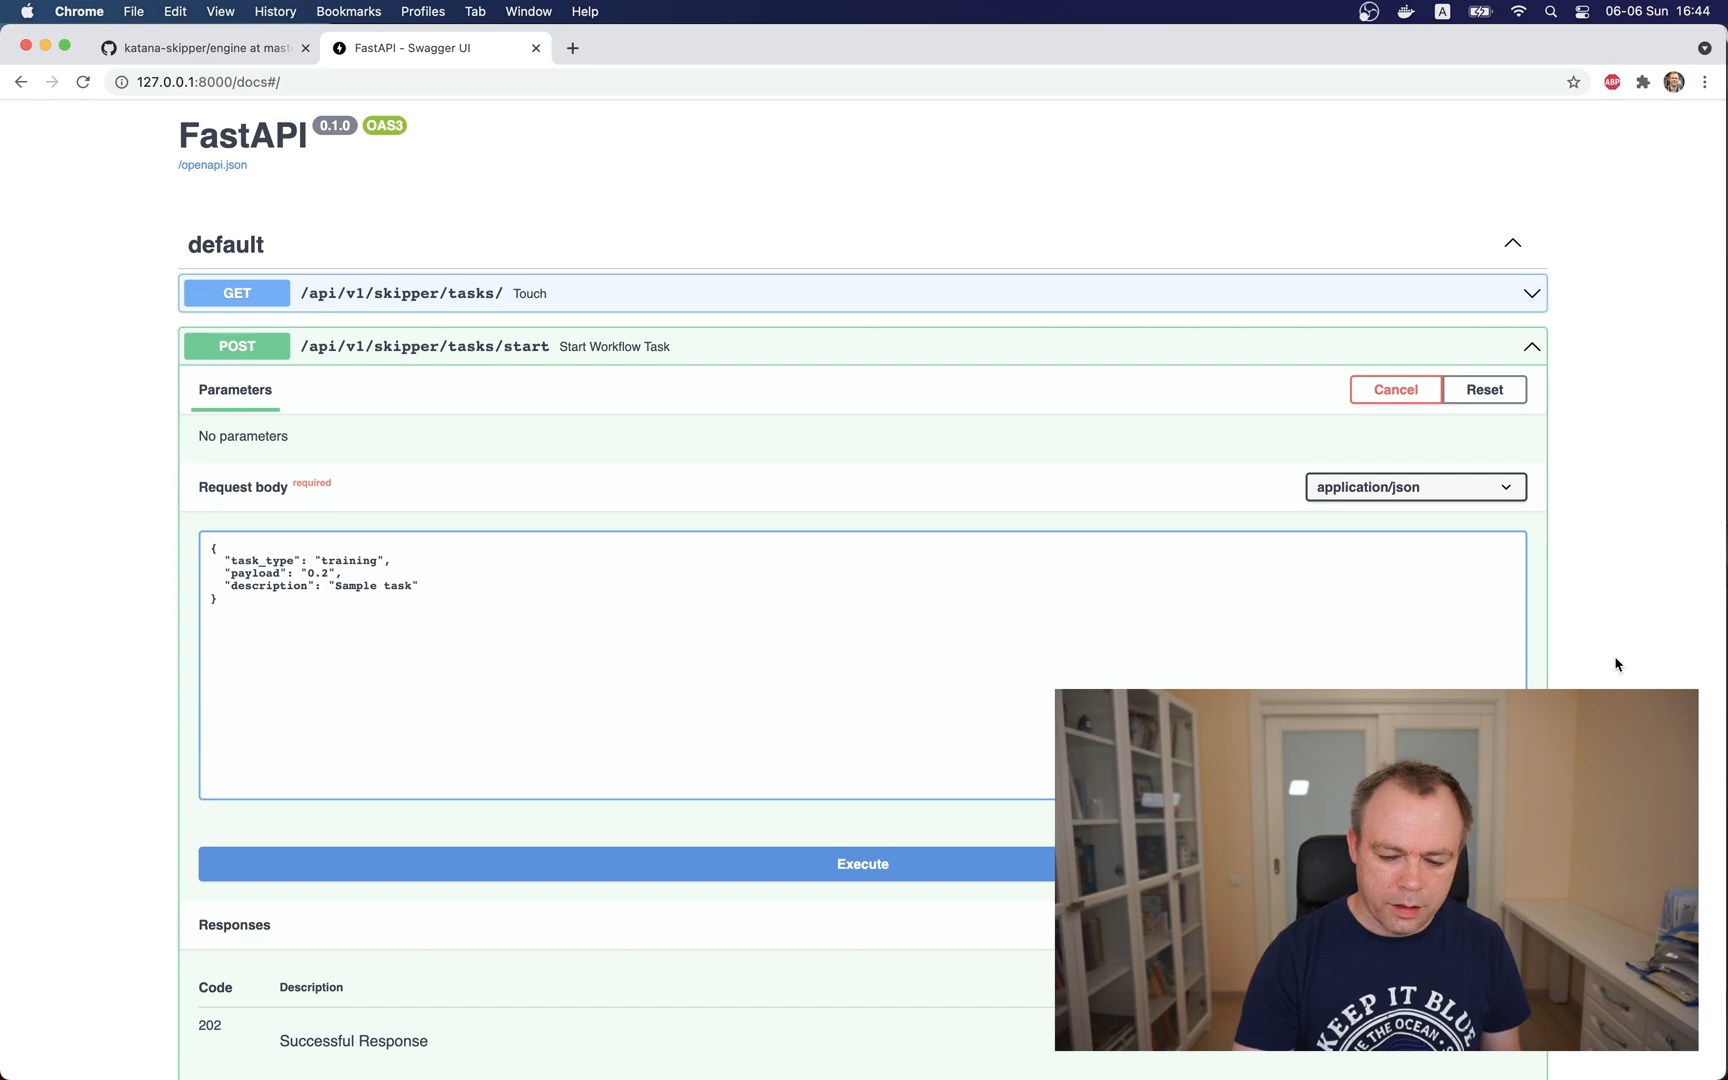 Chrome File Edit View History Bookmarks Profiles Tab Window Help A 06-06 Sun 16:44
katana-skipper/engine at mast FastAPI - Swagger UI
127.0.0.1:8000/docs#/ ABP
FastAPI 0.1.0 OAS3
/openapi.json
default
GET /api/v1/skipper/tasks/ Touch
POST /api/v1/skipper/tasks/start Start Workflow Task
Parameters Cancel Reset
No parameters
Request body required application/json
{
"task_type": "training",
"payload": "0.2",
"description": "Sample task"
}
Execute
Responses
Code Description
202
Successful Response
KEEP IT BLUE
THE OCEAN